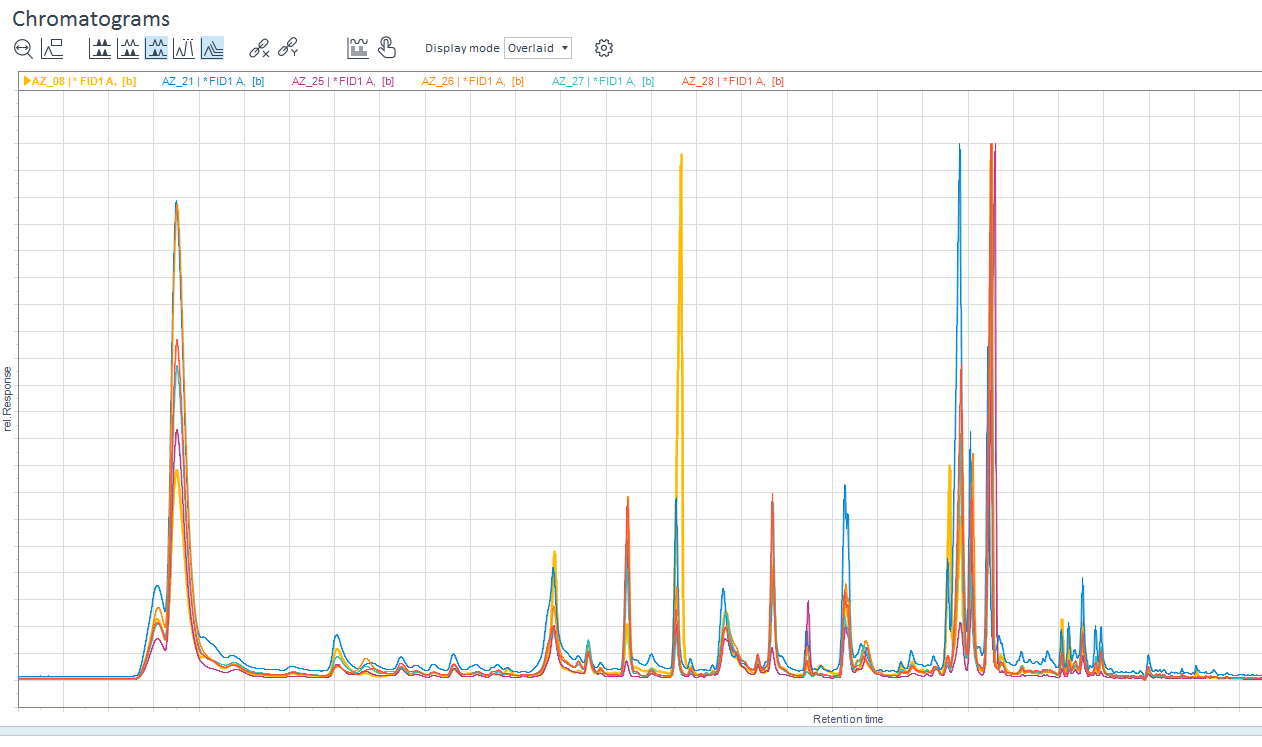 Chromatograms
Display mode Overlaid
AZ_08 | * FID1 A, [b] AZ_21 | *FID1 A, [b] AZ_25 | *FID1 A, [b] AZ_26 | *FID1 A, [b] AZ_27 | *FID1 A, [b] AZ_28 | *FID1 A, [b]
rel.Response
Retention time